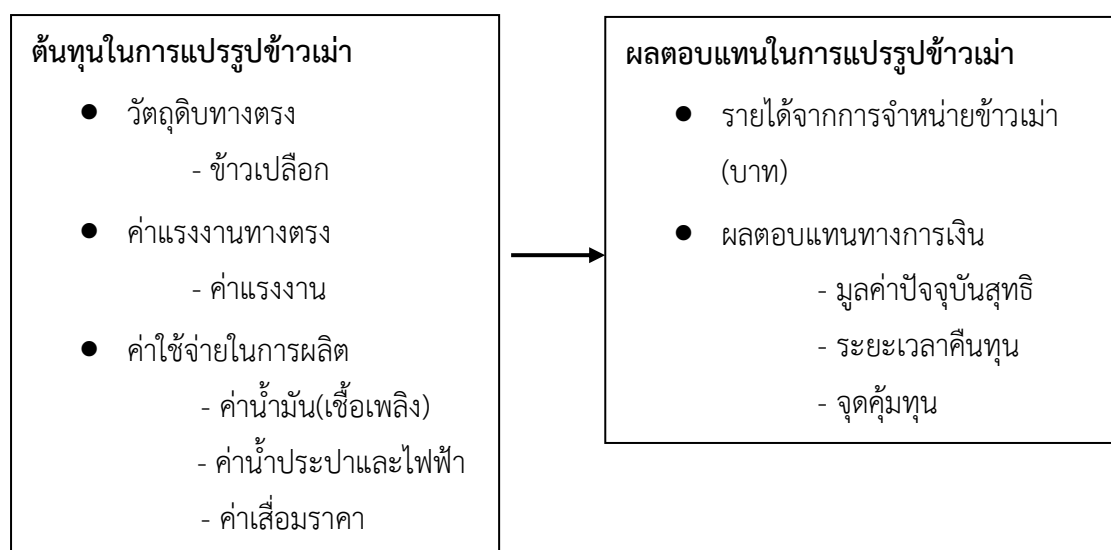 ต้นทุนในการแปรรูปข้าวเม่า
● วัตถุดิบทางตรง
- ข้าวเปลือก
● ค่าแรงงานทางตรง
- ค่าแรงงาน
● ค่าใช้จ่ายในการผลิต
- ค่าน้ำมัน(เชื้อเพลิง)
- ค่าน้ำประปาและไฟฟ้า
- ค่าเสื่อมราคา
ผลตอบแทนในการแปรรูปข้าวเม่า
● รายได้จากการจำหน่ายข้าวเม่า
(บาท)
● ผลตอบแทนทางการเงิน
- มูลค่าปัจจุบันสุทธิ
- ระยะเวลาคืนทุน
- จุดคุ้มทุน